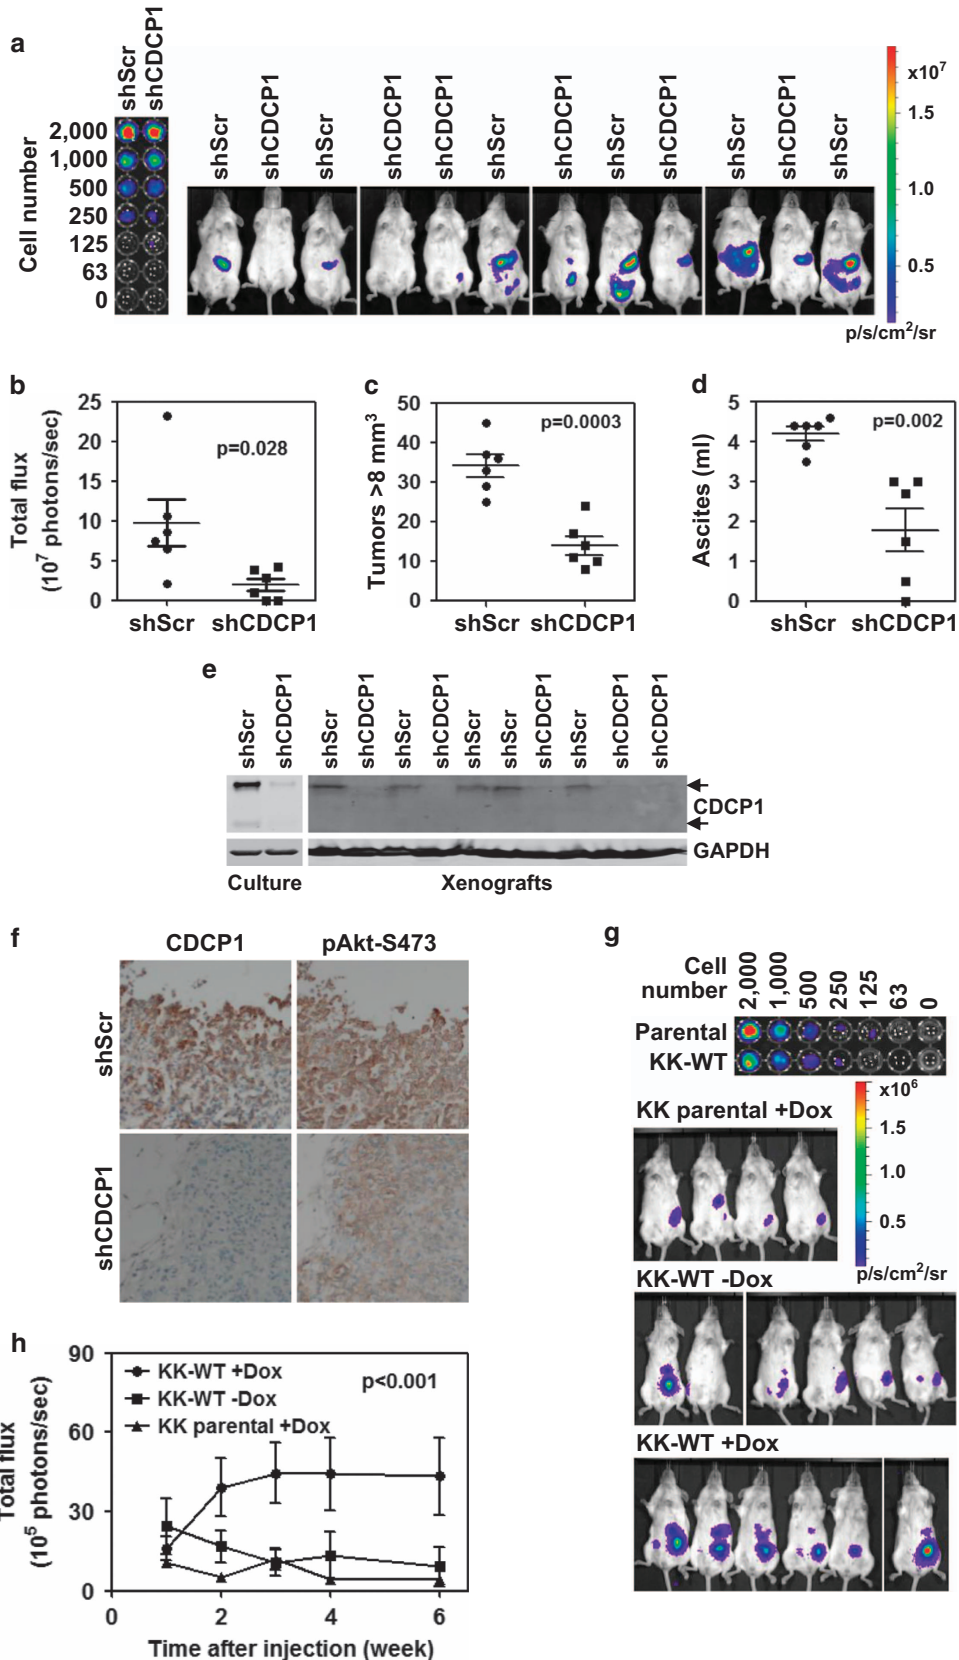 a
shScr
shCDCP1
Cell number
2,000
1,000
500
250
125
63
0
shScr
shCDCP1
shScr
shCDCP1
shCDCP1
shScr
shCDCP1
shScr
shCDCP1
shScr
shCDCP1
shScr
x10⁷
1.5
1.0
0.5
p/s/cm²/sr
b
Total flux
(10⁷ photons/sec)
25
20
15
10
5
0
p=0.028
shScr shCDCP1
c
Tumors >8 mm³
50
40
30
20
10
0
p=0.0003
shScr shCDCP1
d
Ascites (ml)
5
4
3
2
1
0
p=0.002
shScr shCDCP1
e
shScr
shCDCP1
shScr
shCDCP1
shScr
shCDCP1
shScr
shScr
shCDCP1
shScr
shCDCP1
shCDCP1
CDCP1
GAPDH
Culture
Xenografts
f
CDCP1
pAkt-S473
shScr
shCDCP1
g
Cell number
2,000
1,000
500
250
125
63
0
Parental
KK-WT
KK parental +Dox
x10⁶
1.5
1.0
0.5
p/s/cm²/sr
KK-WT -Dox
KK-WT +Dox
h
Total flux
(10⁵ photons/sec)
90
60
30
0
KK-WT +Dox
KK-WT -Dox
KK parental +Dox
p<0.001
0 2 4 6
Time after injection (week)